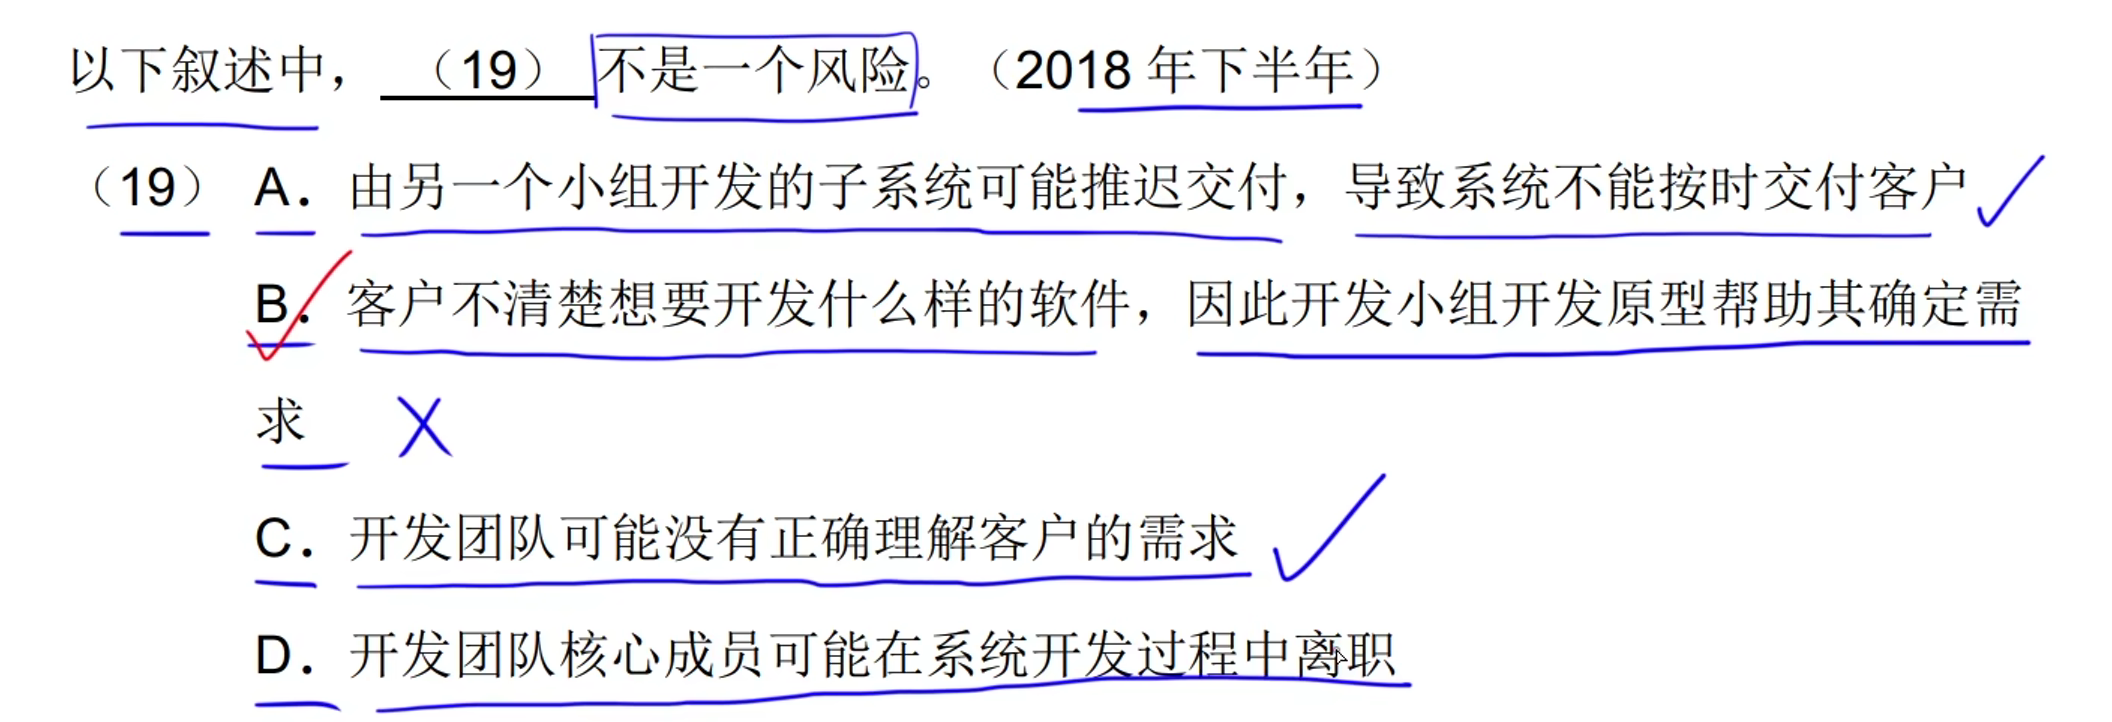 以下叙述中，（19）不是一个风险。（2018 年下半年）
（19） A. 由另一个小组开发的子系统可能推迟交付，导致系统不能按时交付客户
B. 客户不清楚想要开发什么样的软件，因此开发小组开发原型帮助其确定需
求
C. 开发团队可能没有正确理解客户的需求
D. 开发团队核心成员可能在系统开发过程中离职